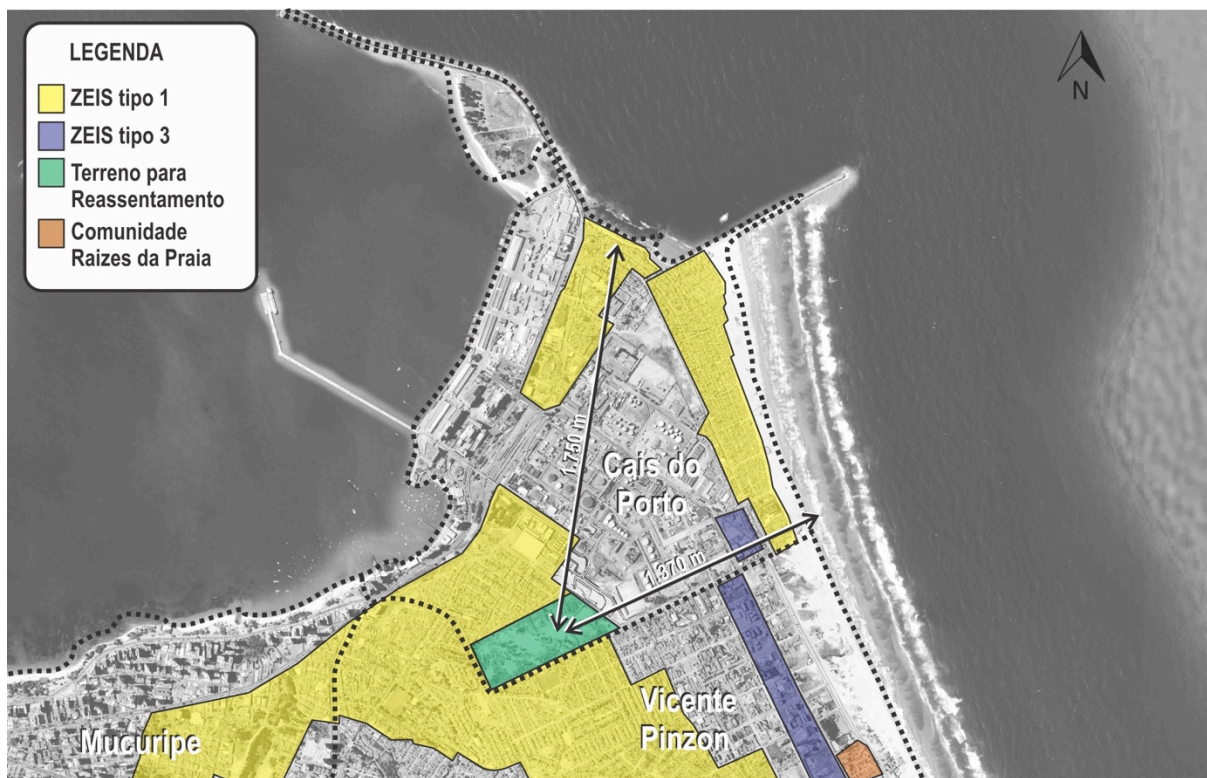 LEGENDA
ZEIS tipo 1
ZEIS tipo 3
Terreno para
Reassentamento
Comunidade
Raizes da Praia
N
1.750 m
Cais do
Porto
1.370 m
Vicente
Pinzon
Mucuripe